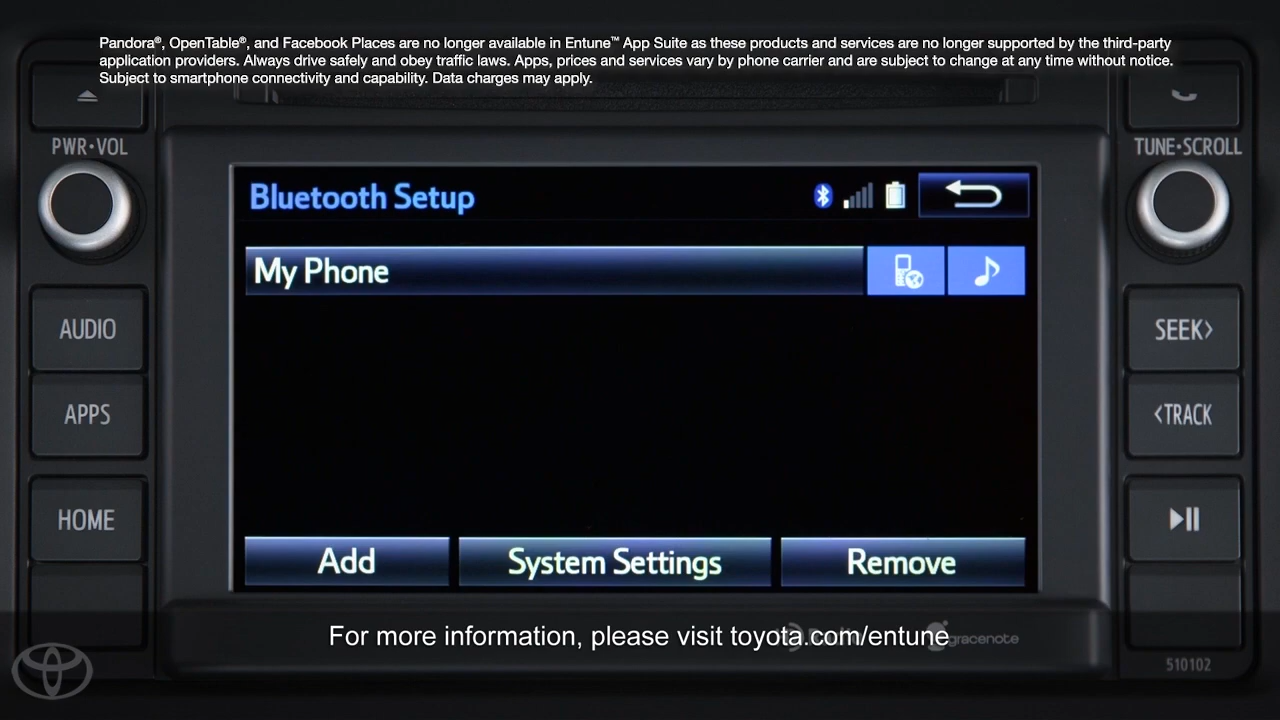 Pandora®, OpenTable®, and Facebook Places are no longer available in Entune™ App Suite as these products and services are no longer supported by the third-party
application providers. Always drive safely and obey traffic laws. Apps, prices and services vary by phone carrier and are subject to change at any time without notice.
Subject to smartphone connectivity and capability. Data charges may apply.
PWR•VOL
TUNE•SCROLL
Bluetooth Setup
My Phone
AUDIO
SEEK>
APPS
<TRACK
HOME
Add
System Settings
Remove
For more information, please visit toyota.com/entune
gracenote
510102